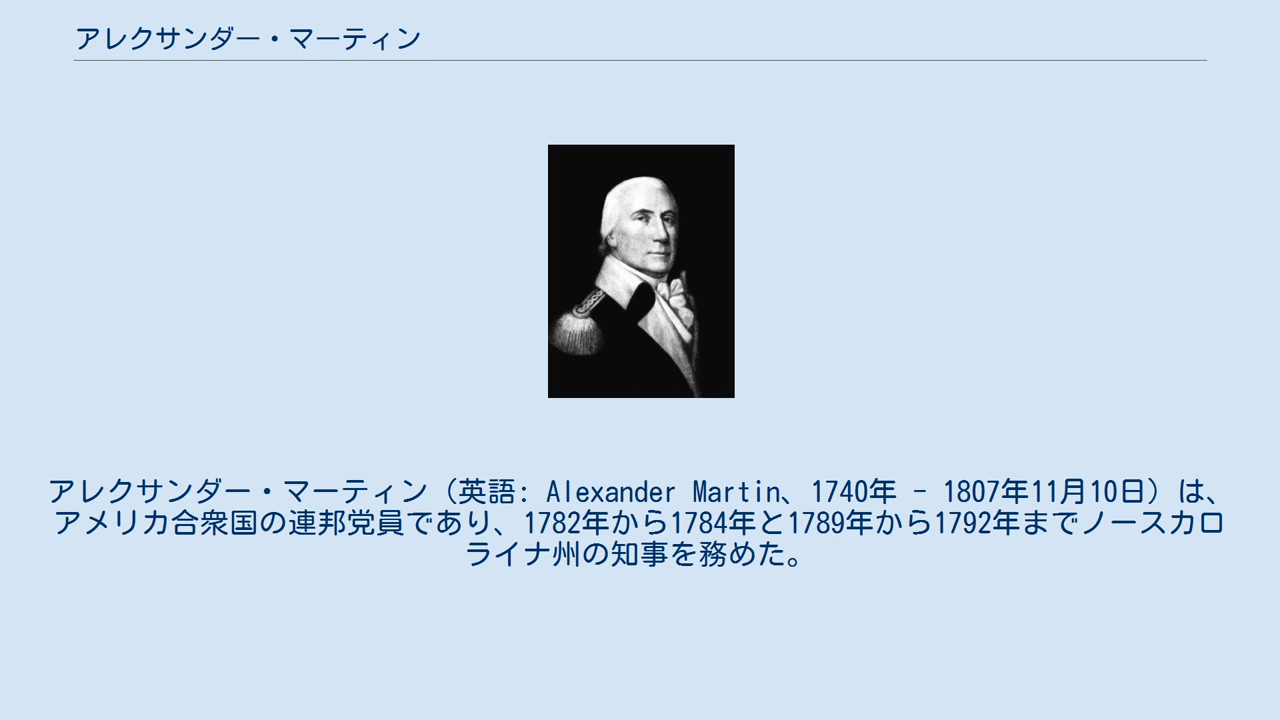 アレクサンダー・マーティン
アレクサンダー・マーティン（英語: Alexander Martin、1740年 - 1807年11月10日）は、
アメリカ合衆国の連邦党員であり、1782年から1784年と1789年から1792年までノースカロ
ライナ州の知事を務めた。